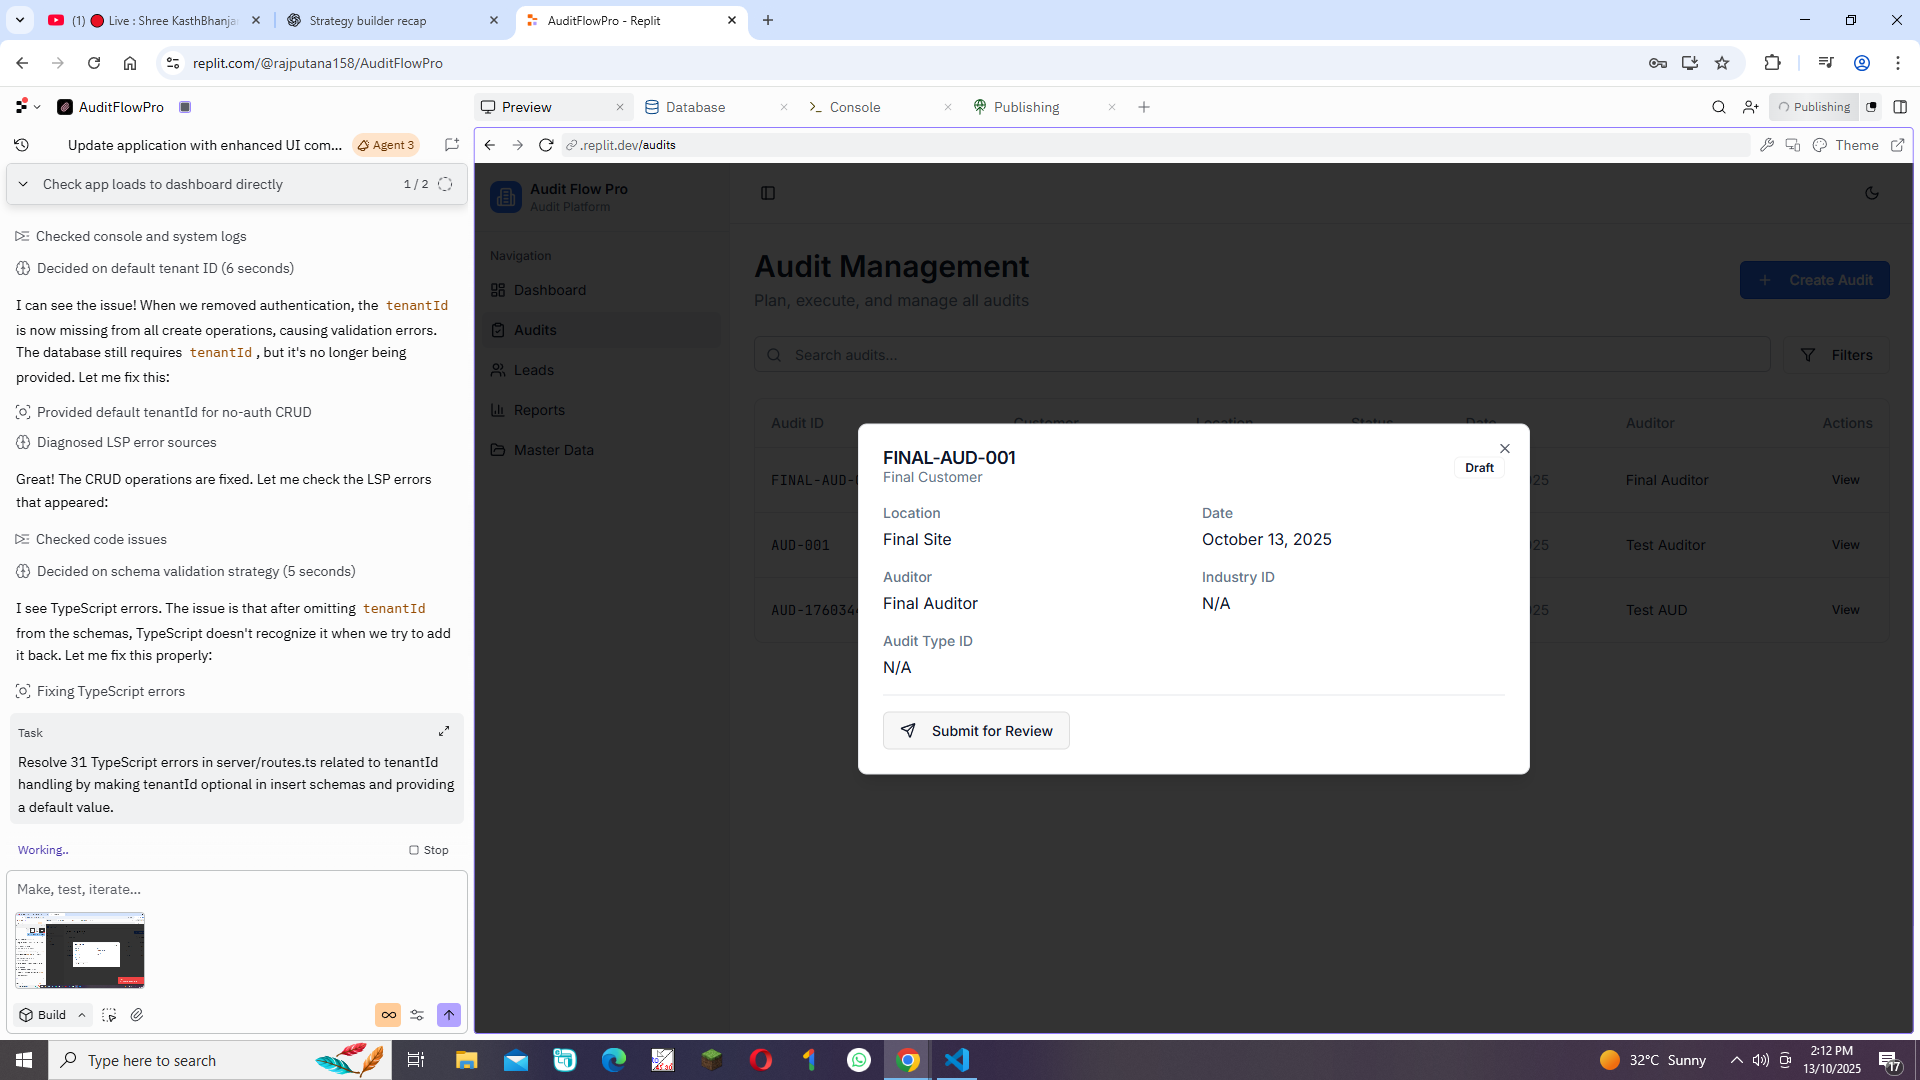 (1) 🔴 Live : Shree KasthBhanja
Strategy builder recap
AuditFlowPro - Replit
replit.com/@rajputana158/AuditFlowPro
AuditFlowPro
Preview
Database
Console
Publishing
Publishing
Update application with enhanced UI com...
Agent 3
.replit.dev/audits
Theme
Check app loads to dashboard directly
1 / 2
Checked console and system logs
Decided on default tenant ID (6 seconds)
I can see the issue! When we removed authentication, the tenantId
is now missing from all create operations, causing validation errors.
The database still requires tenantId , but it's no longer being
provided. Let me fix this:
Provided default tenantId for no-auth CRUD
Diagnosed LSP error sources
Great! The CRUD operations are fixed. Let me check the LSP errors
that appeared:
Checked code issues
Decided on schema validation strategy (5 seconds)
I see TypeScript errors. The issue is that after omitting tenantId
from the schemas, TypeScript doesn't recognize it when we try to add
it back. Let me fix this properly:
Fixing TypeScript errors
Task
Resolve 31 TypeScript errors in server/routes.ts related to tenantId
handling by making tenantId optional in insert schemas and providing
a default value.
Working..
Stop
Make, test, iterate...
Build
Audit Flow Pro
Audit Platform
Navigation
Dashboard
Audits
Leads
Reports
Master Data
Audit Management
Plan, execute, and manage all audits
Create Audit
Search audits...
Filters
Audit ID
Customer
Location
Status
Date
Auditor
Actions
FINAL-AUD-
25
Final Auditor
View
AUD-001
25
Test Auditor
View
AUD-176034
25
Test AUD
View
FINAL-AUD-001
Final Customer
Draft
Location
Final Site
Date
October 13, 2025
Auditor
Final Auditor
Industry ID
N/A
Audit Type ID
N/A
Submit for Review
Type here to search
32°C Sunny
2:12 PM
13/10/2025
17